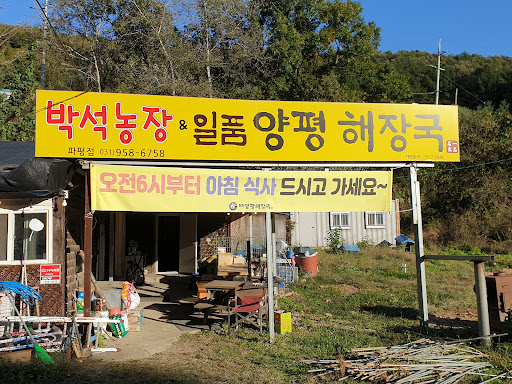 박석농장 & 일품 양평 해장국
파평점 031) 958-6758
오전6시부터 아침 식사 드시고 가세요~